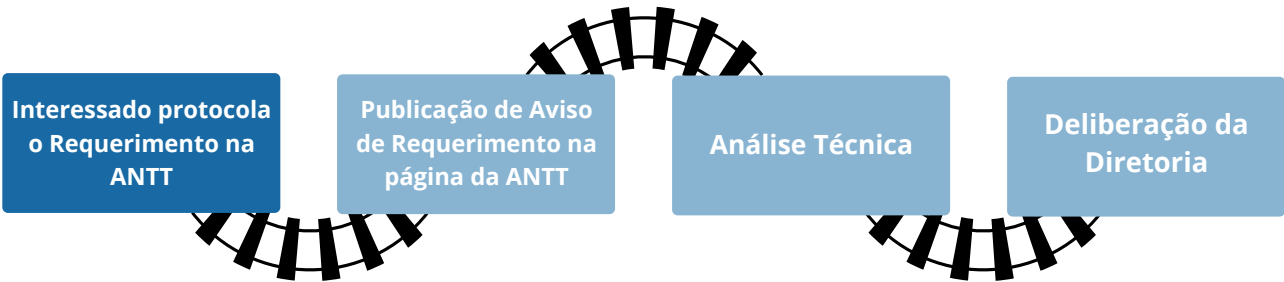 Interessado protocola
o Requerimento na
ANTT
Publicação de Aviso
de Requerimento na
página da ANTT
Análise Técnica
Deliberação da
Diretoria